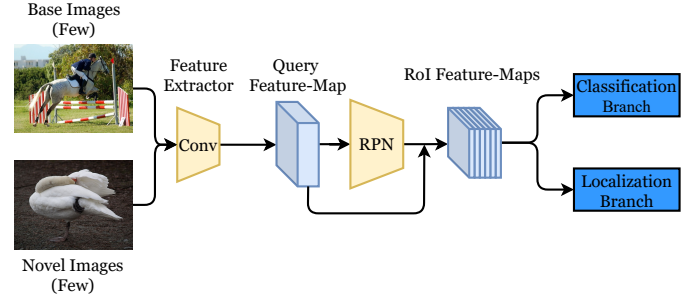 Base Images
(Few)
Feature
Extractor
Query
Feature-Map
RoI Feature-Maps
Classification
Branch
Conv
RPN
Localization
Branch
Novel Images
(Few)